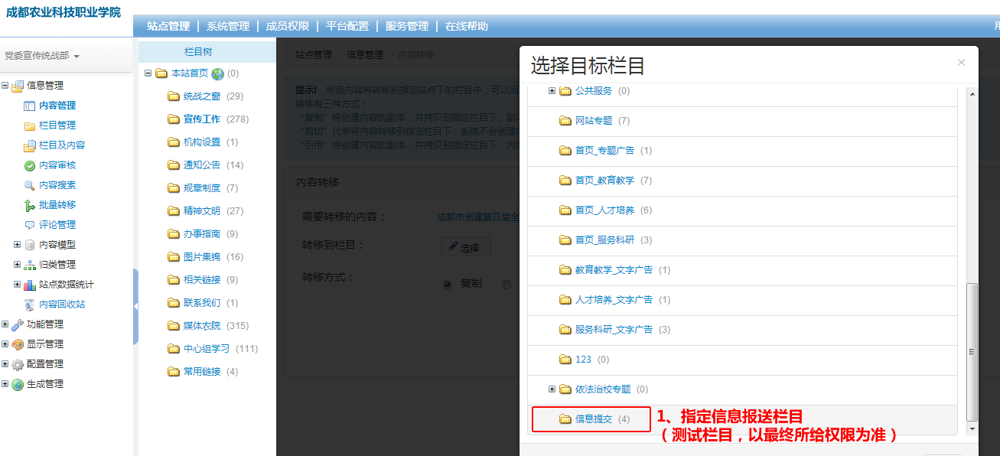 成都农业科技职业学院
站点管理 系统管理 成员权限 平台配置 服务管理 在线帮助
党委宣传统战部
信息管理
内容管理
栏目管理
栏目及内容
内容审核
内容搜索
批量转移
评论管理
内容模型
归类管理
站点数据统计
内容回收站
功能管理
显示管理
配置管理
生成管理
栏目树
本站首页 (0)
统战之窗 (29)
宣传工作 (278)
机构设置 (1)
通知公告 (14)
规章制度 (7)
精神文明 (27)
办事指南 (9)
图片集锦 (16)
相关链接 (9)
联系我们 (1)
媒体农院 (315)
中心组学习 (111)
常用链接 (4)
站点管理 / 信息管理 / 内容转移
提示! 所选内容将转移到指定站点下的栏目中，可以同
转移有三种方式：
“复制”将创建内容的副本，并拷贝到指定栏目下，副本
“剪切”代表将内容转移到指定栏目下，系统不会创建内
“引用”将创建内容的副本，并拷贝到指定栏目下，内容
内容转移
需要转移的内容： 成都市创建第四届全
转移到栏目： 选择
转移方式： 复制
选择目标栏目 ×
公共服务 (0)
网站专题 (7)
首页_专题广告 (1)
首页_教育教学 (7)
首页_人才培养 (6)
首页_服务科研 (3)
教育教学_文字广告 (1)
人才培养_文字广告 (1)
服务科研_文字广告 (3)
123 (0)
依法治校专题 (0)
信息提交 (4)
1、指定信息报送栏目
（测试栏目，以最终所给权限为准）